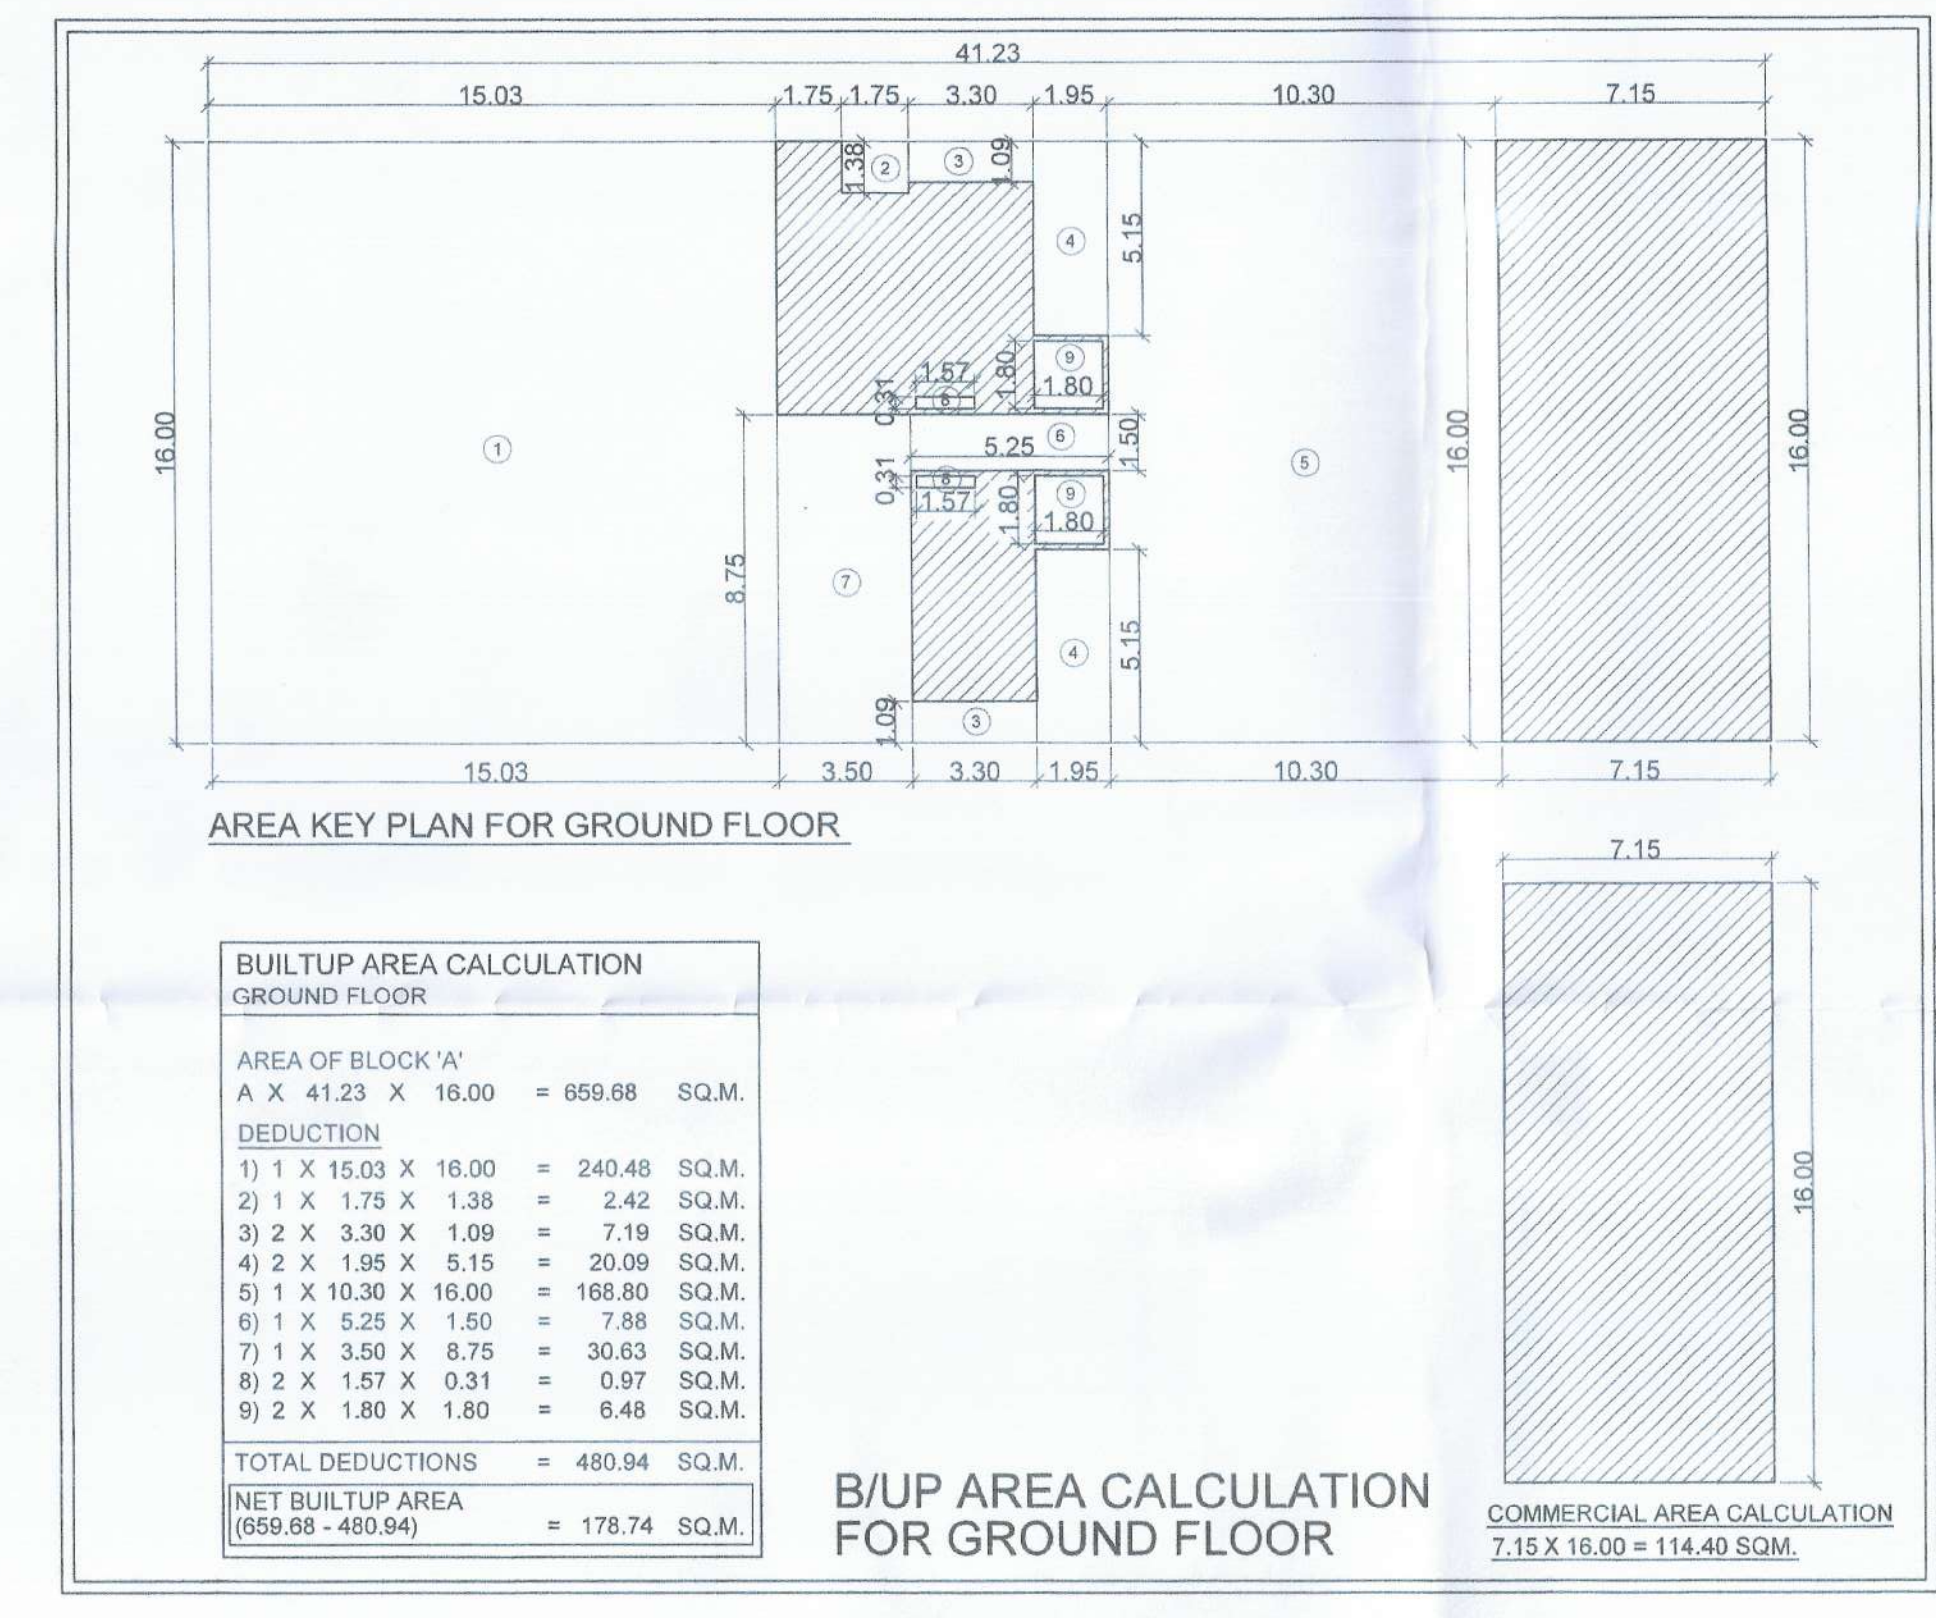 41.23
15.03 1.75 1.75 3.30 1.95 10.30 7.15
1.38 2 3 1.09
4 5.15
16.00 1 1.57 0.31 8 1.80 9 1.80
5.25 6 1.50 5 16.00 16.00
0.31 8 1.57 1.80 9 1.80
8.75 7 4 5.15
1.09 3
15.03 3.50 3.30 1.95 10.30 7.15
AREA KEY PLAN FOR GROUND FLOOR
7.15
16.00
BUILTUP AREA CALCULATION
GROUND FLOOR
AREA OF BLOCK 'A'
A X 41.23 X 16.00 = 659.68 SQ.M.
DEDUCTION
1) 1 X 15.03 X 16.00 = 240.48 SQ.M.
2) 1 X 1.75 X 1.38 = 2.42 SQ.M.
3) 2 X 3.30 X 1.09 = 7.19 SQ.M.
4) 2 X 1.95 X 5.15 = 20.09 SQ.M.
5) 1 X 10.30 X 16.00 = 168.80 SQ.M.
6) 1 X 5.25 X 1.50 = 7.88 SQ.M.
7) 1 X 3.50 X 8.75 = 30.63 SQ.M.
8) 2 X 1.57 X 0.31 = 0.97 SQ.M.
9) 2 X 1.80 X 1.80 = 6.48 SQ.M.
TOTAL DEDUCTIONS = 480.94 SQ.M.
NET BUILTUP AREA
(659.68 - 480.94) = 178.74 SQ.M.
B/UP AREA CALCULATION
FOR GROUND FLOOR
COMMERCIAL AREA CALCULATION
7.15 X 16.00 = 114.40 SQM.